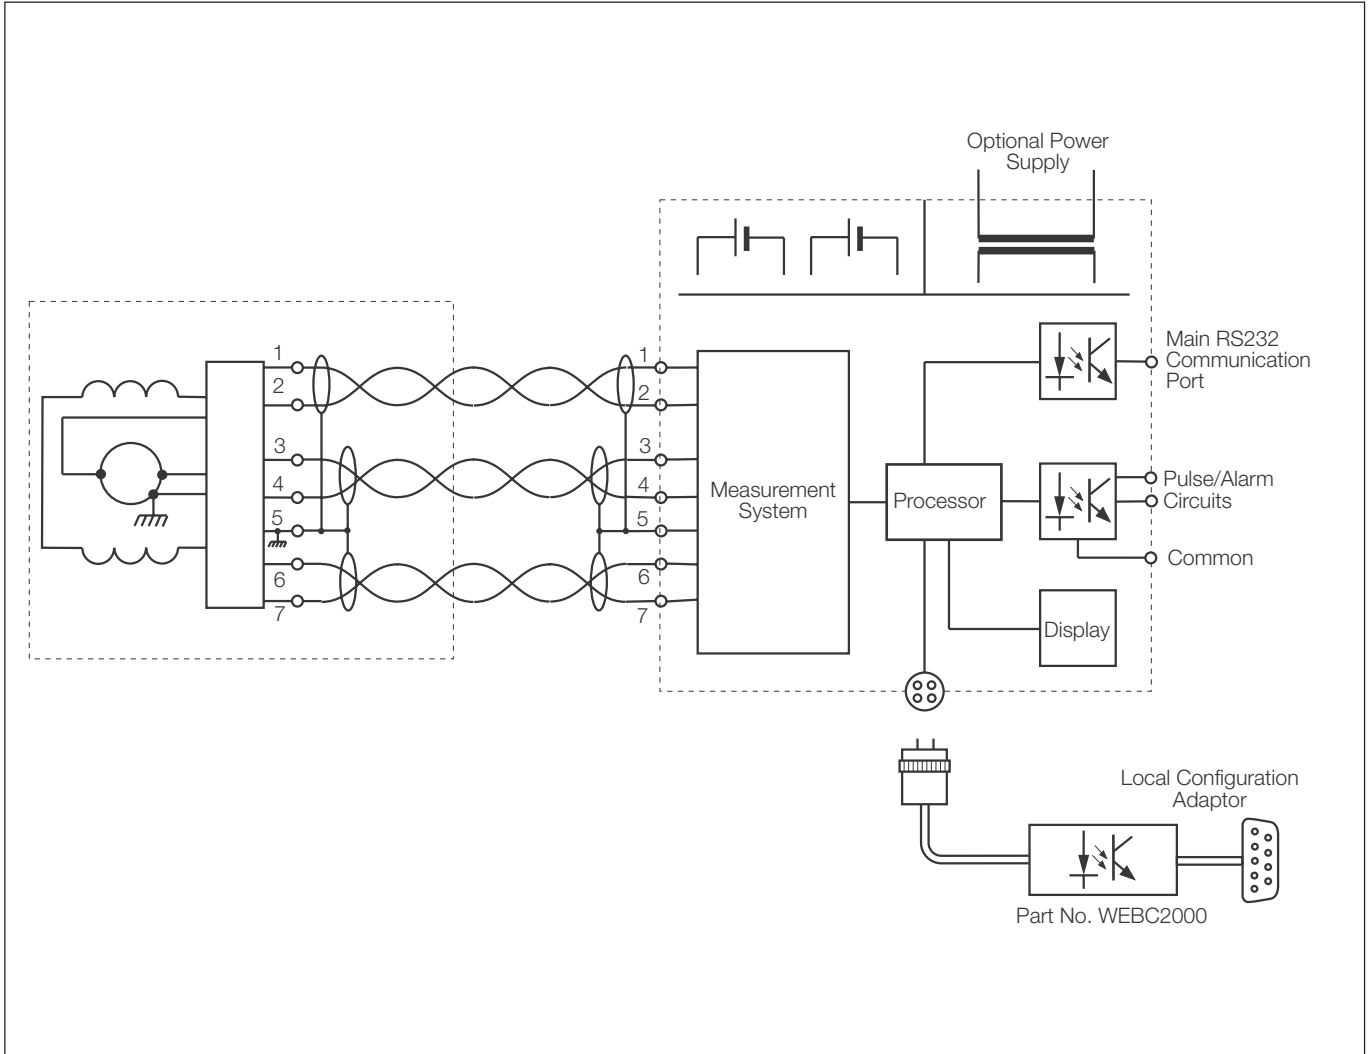 Optional Power
Supply
1
2
3
4
5
6
7
1
2
3
4
5
6
7
Measurement
System
Processor
Main RS232
Communication
Port
Pulse/Alarm
Circuits
Common
Display
Local Configuration
Adaptor
Part No. WEBC2000